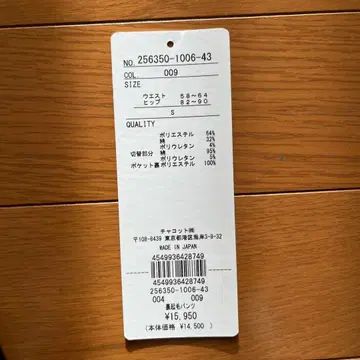 NO. 256350-1006-43
COL 009
SIZE
ウエスト 58~64
ヒップ 82~90
S
QUALITY
ポリエステル 64%
綿 32%
ポリウレタン 4%
切替部分 綿 95%
ポリウレタン 5%
ポケット裏 ポリエステル 100%
チャコット㈱
〒108-8439 東京都港区海岸3-9-32
MADE IN JAPAN
4549936428749
4549936428749
256350-1006-43
004 009
裏起毛パンツ
¥15,950
(本体価格 ¥14,500 )